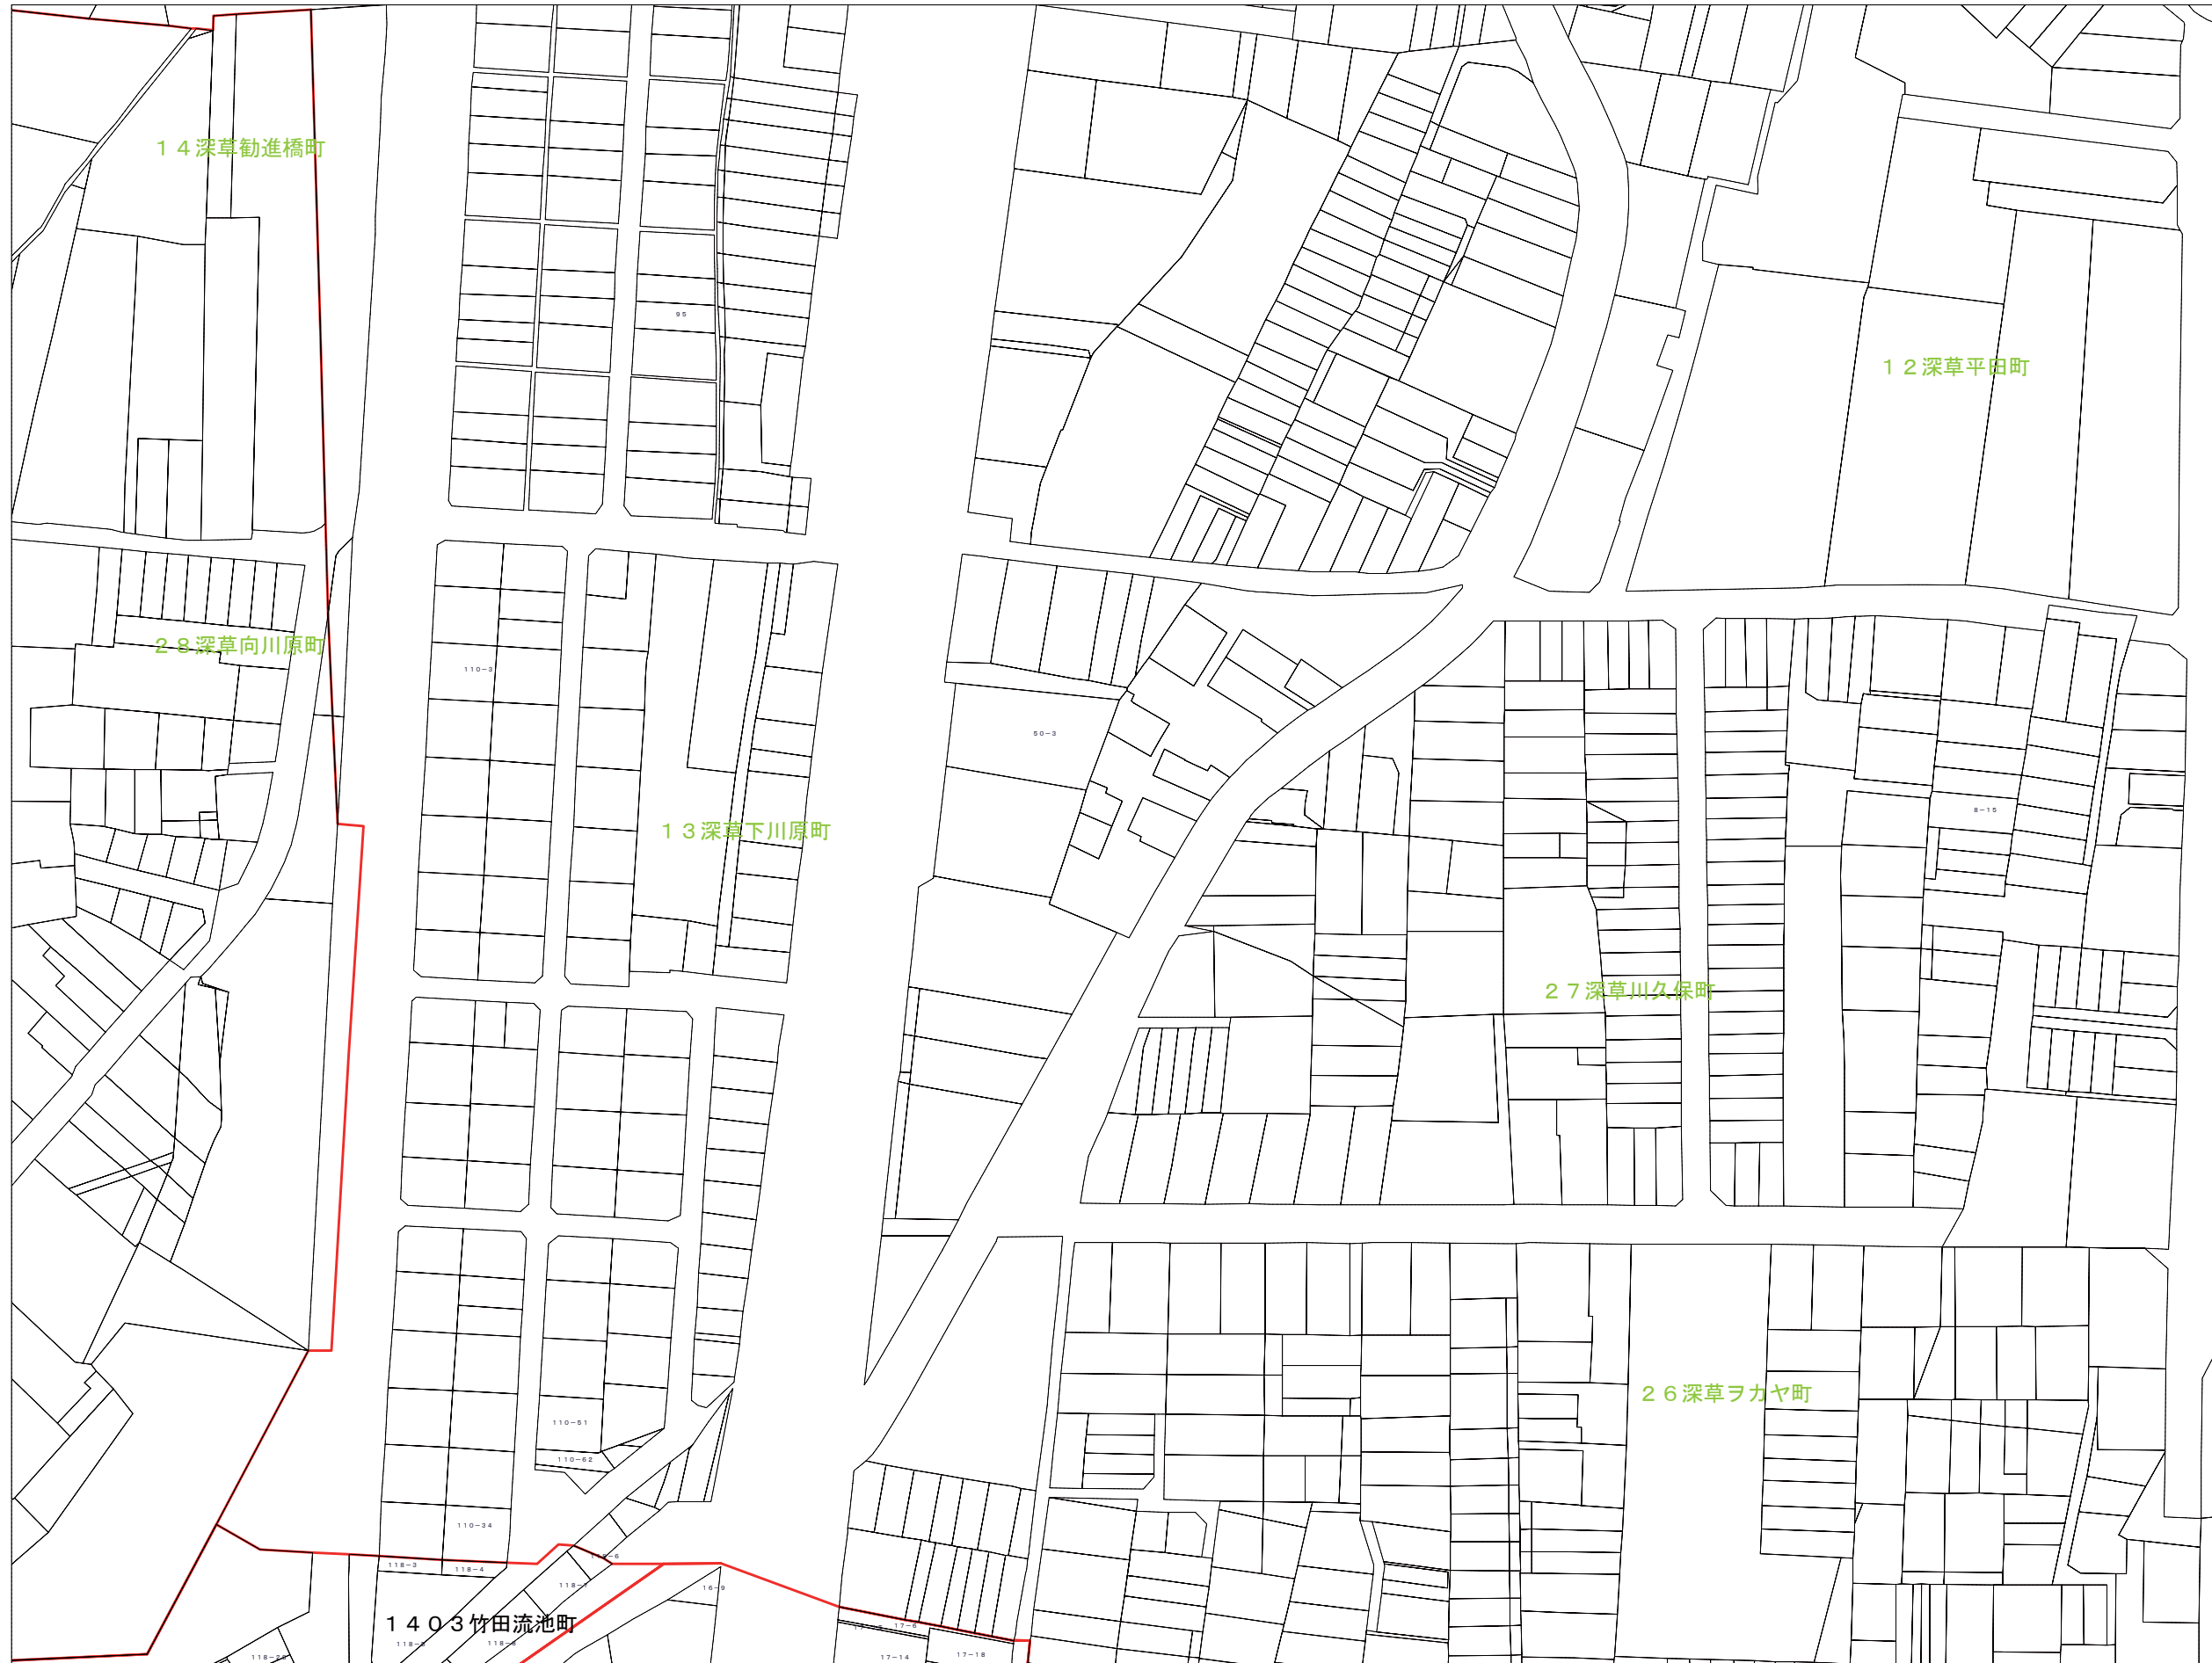 １４深草勧進橋町
95
１２深草平田町
２８深草向川原町
110-3
50-3
8-15
１３深草下川原町
２７深草川久保町
２６深草ヲカヤ町
110-51
110-62
110-34
118-3
118-4
16-9
１４０３竹田流池町
17-6
17-14
17-18